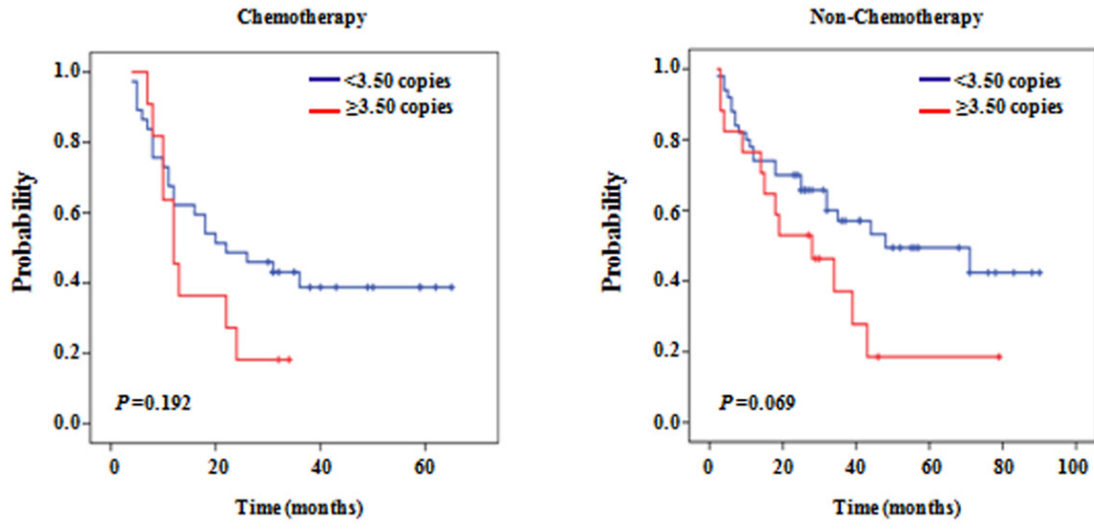 Chemotherapy
Probability
1.0
0.8
0.6
0.4
0.2
0.0
<3.50 copies
≥3.50 copies
P=0.192
0 20 40 60
Time (months)
Non-Chemotherapy
Probability
1.0
0.8
0.6
0.4
0.2
0.0
<3.50 copies
≥3.50 copies
P=0.069
0 20 40 60 80 100
Time (months)